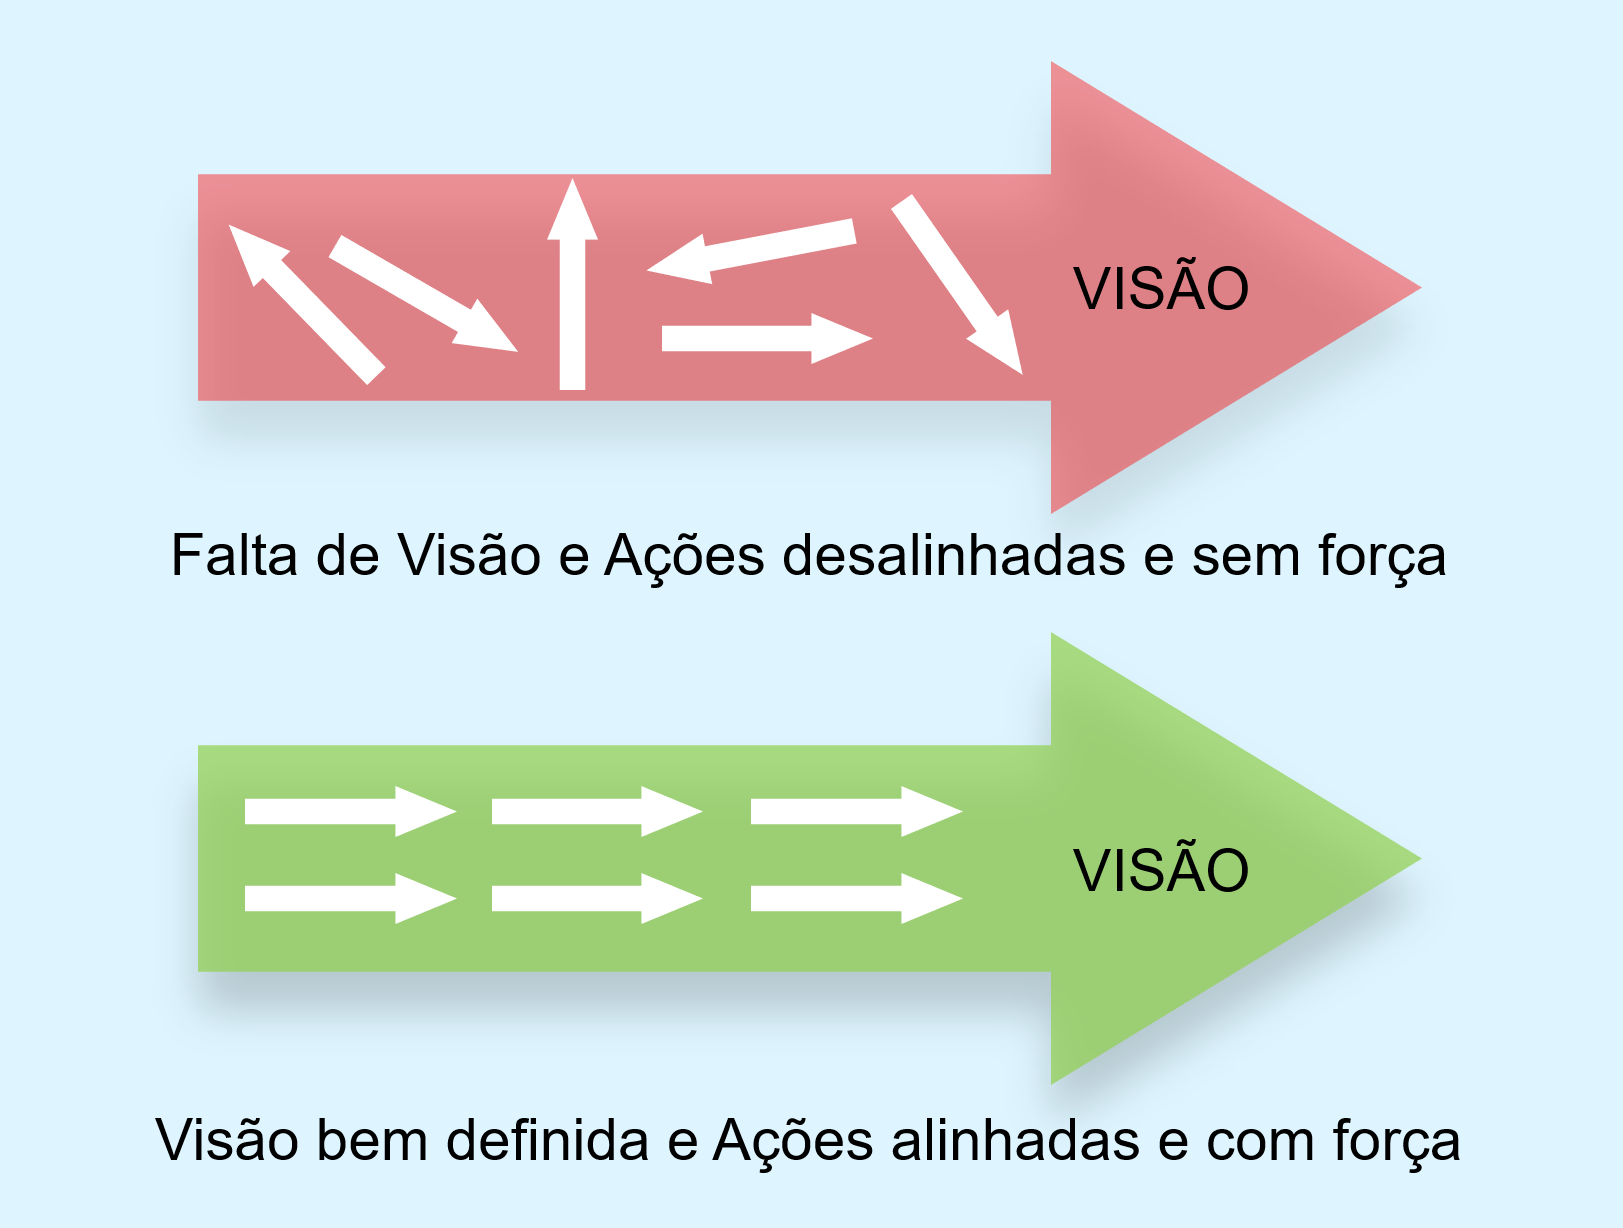 VISÃO
Falta de Visão e Ações desalinhadas e sem força
VISÃO
Visão bem definida e Ações alinhadas e com força